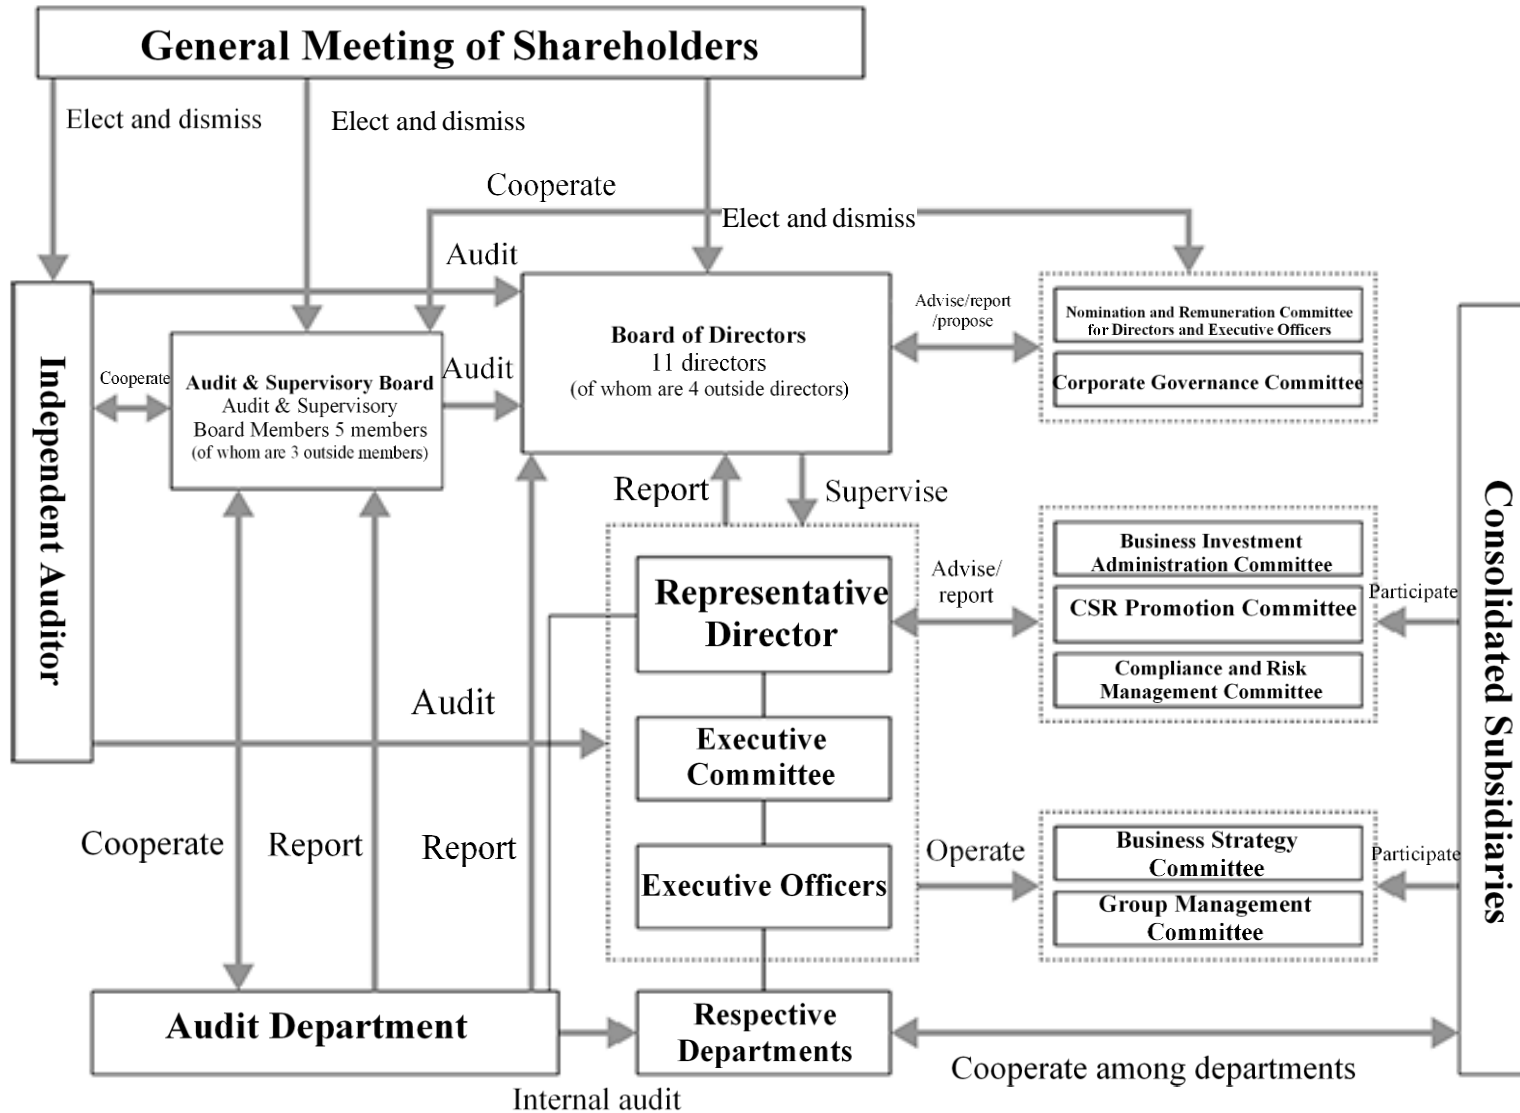 General Meeting of Shareholders
Elect and dismiss
Elect and dismiss
Cooperate
Elect and dismiss
Audit
Independent Auditor
Cooperate
Audit & Supervisory Board
Audit & Supervisory
Board Members 5 members
(of whom are 3 outside members)
Audit
Board of Directors
11 directors
(of whom are 4 outside directors)
Advise/report
/propose
Nomination and Remuneration Committee
for Directors and Executive Officers
Corporate Governance Committee
Consolidated Subsidiaries
Report
Supervise
Representative
Director
Advise/
report
Business Investment
Administration Committee
CSR Promotion Committee
Compliance and Risk
Management Committee
Participate
Audit
Executive
Committee
Cooperate
Report
Report
Executive Officers
Operate
Business Strategy
Committee
Group Management
Committee
Participate
Audit Department
Internal audit
Respective
Departments
Cooperate among departments